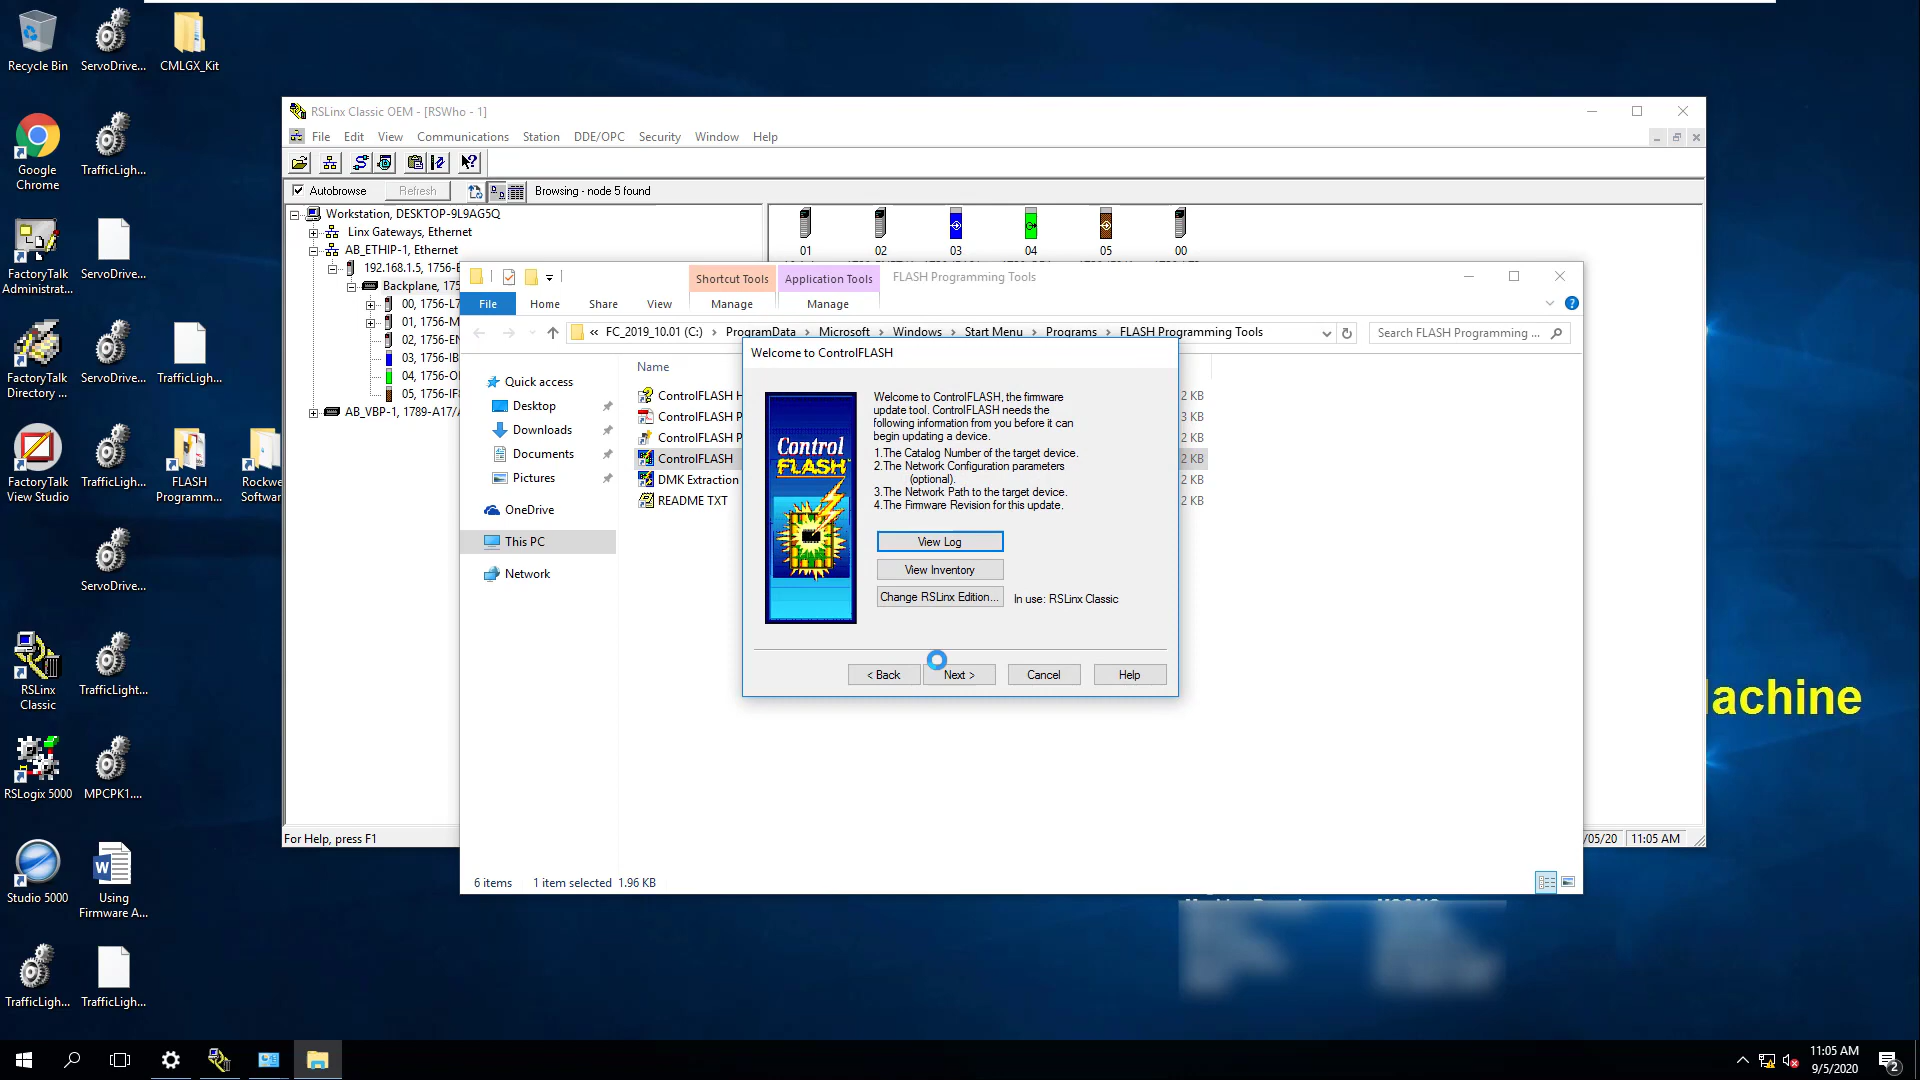 Recycle Bin
ServoDrive...
CMLGX_Kit
Google
Chrome
TrafficLigh...
FactoryTalk
Administrat...
ServoDrive...
FactoryTalk
Directory ...
ServoDrive...
TrafficLigh...
FactoryTalk
View Studio
TrafficLigh...
FLASH
Programm...
Rockwe
Softwar
ServoDrive...
RSLinx
Classic
TrafficLight...
RSLogix 5000
MPCPK1....
Studio 5000
Using
Firmware A...
TrafficLigh...
TrafficLigh...
RSLinx Classic OEM - [RSWho - 1]
File Edit View Communications Station DDE/OPC Security Window Help
Autobrowse Refresh Browsing - node 5 found
Workstation, DESKTOP-9L9AG5Q
Linx Gateways, Ethernet
AB_ETHIP-1, Ethernet
192.168.1.5, 1756-E
Backplane, 175
00, 1756-L7
01, 1756-M
02, 1756-EN
03, 1756-IB
04, 1756-O
05, 1756-IF
AB_VBP-1, 1789-A17/A
01 02 03 04 05 00
For Help, press F1
/05/20 11:05 AM
Shortcut Tools Application Tools FLASH Programming Tools
File Home Share View Manage Manage
« FC_2019_10.01 (C:) > ProgramData > Microsoft > Windows > Start Menu > Programs > FLASH Programming Tools
Search FLASH Programming ...
Quick access
Desktop
Downloads
Documents
Pictures
OneDrive
This PC
Network
Name
ControlFLASH H
2 KB
ControlFLASH P
3 KB
ControlFLASH P
2 KB
ControlFLASH
2 KB
DMK Extraction
2 KB
README TXT
2 KB
6 items 1 item selected 1.96 KB
Welcome to ControlFLASH
Control
FLASH
Welcome to ControlFLASH, the firmware
update tool. ControlFLASH needs the
following information from you before it can
begin updating a device.
1.The Catalog Number of the target device.
2.The Network Configuration parameters
(optional).
3.The Network Path to the target device.
4.The Firmware Revision for this update.
View Log
View Inventory
Change RSLinx Edition... In use: RSLinx Classic
< Back Next > Cancel Help
achine
11:05 AM
9/5/2020
2